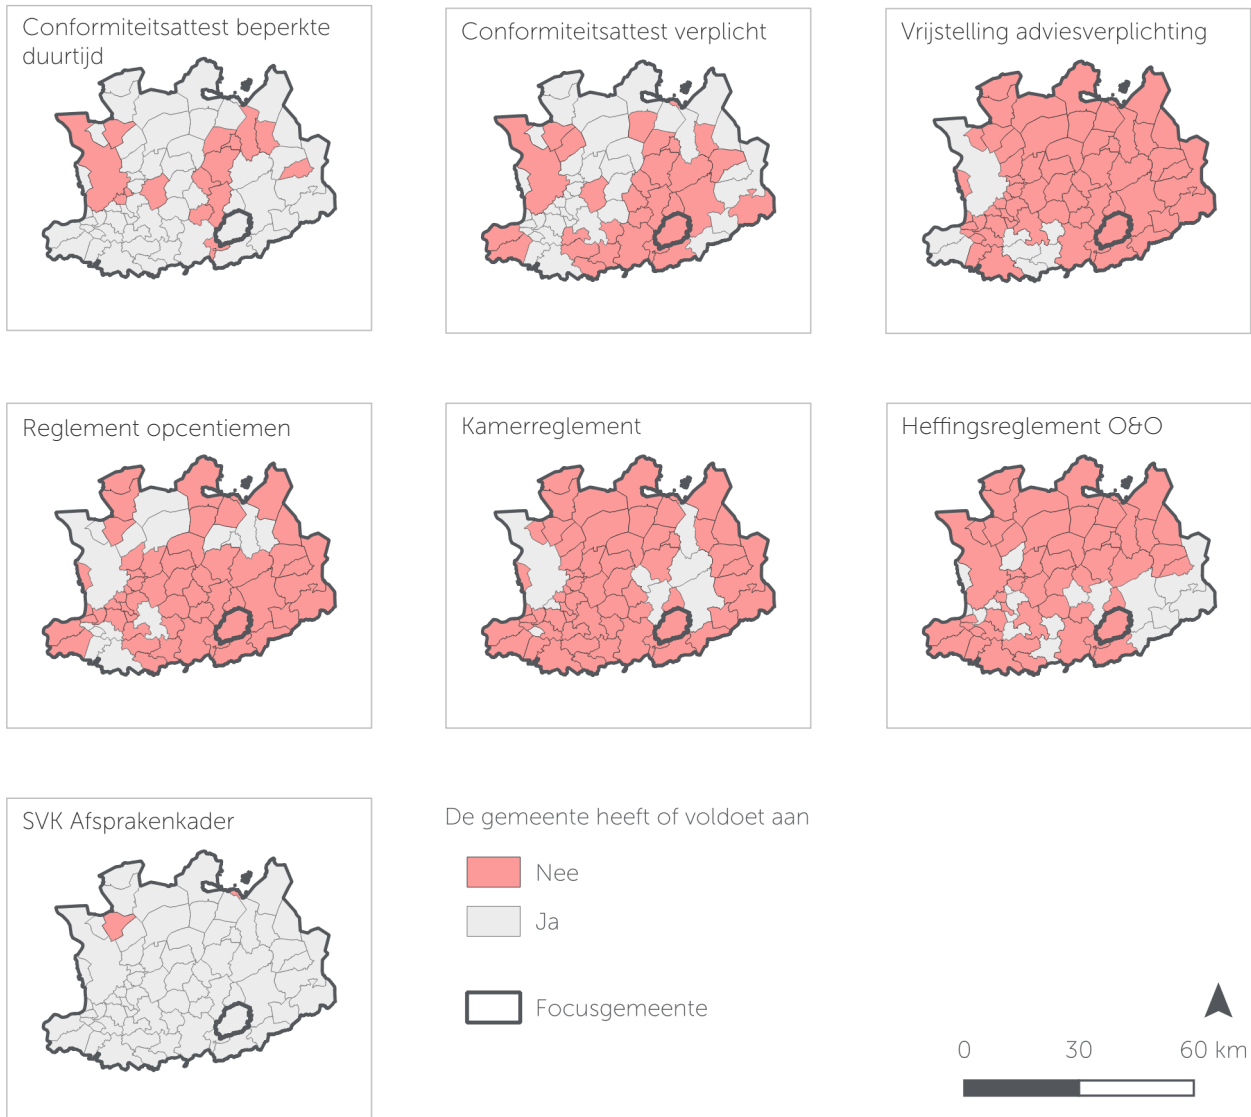 Conformiteitsattest beperkte
duurtijd
Conformiteitsattest verplicht
Vrijstelling adviesverplichting
Reglement opcentiemen
Kamerreglement
Heffingsreglement O&O
SVK Afsprakenkader
De gemeente heeft of voldoet aan
Nee
Ja
Focusgemeente
0 30 60 km